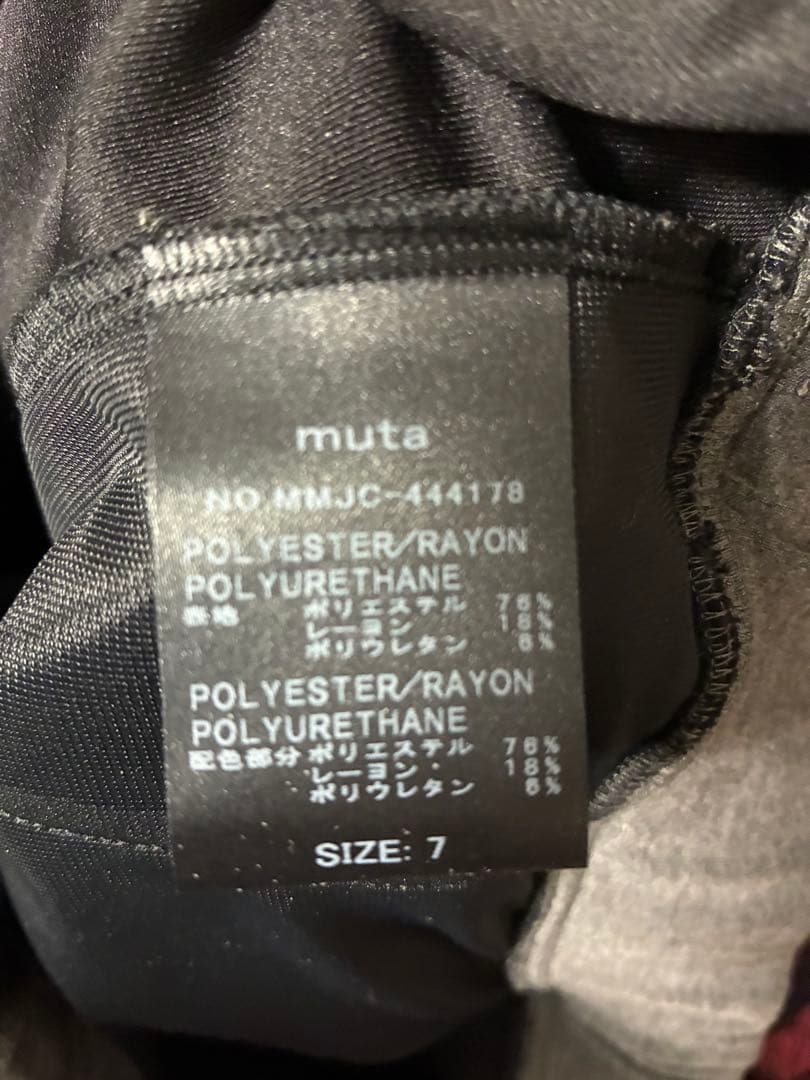 muta
NO MMJC-444178
POLYESTER/RAYON
POLYURETHANE
表地 ポリエステル 76%
レーヨン 18%
ポリウレタン 6%
POLYESTER/RAYON
POLYURETHANE
配色部分 ポリエステル 76%
レーヨン 18%
ポリウレタン 6%
SIZE: 7